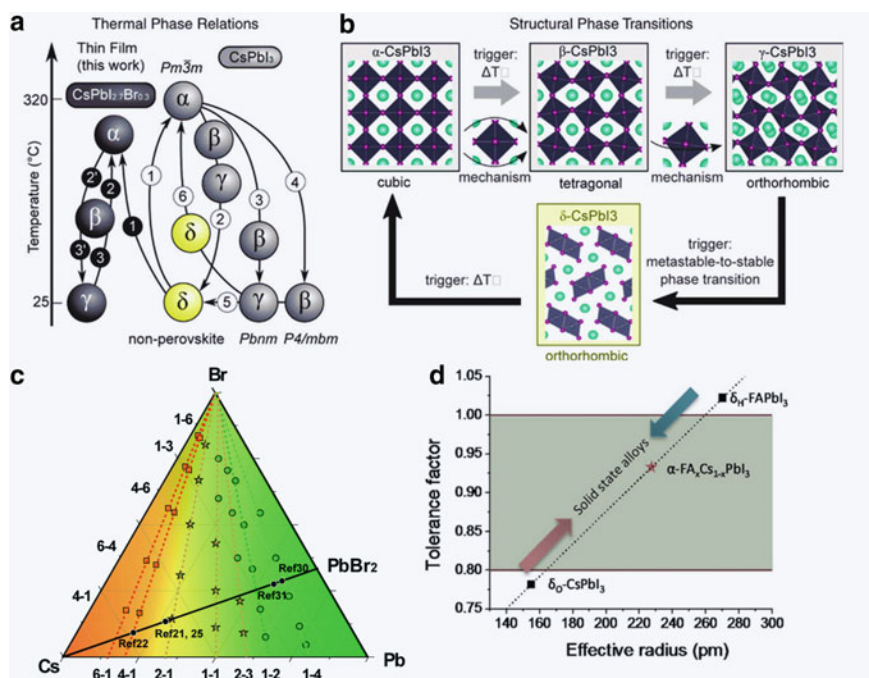 a
Thermal Phase Relations
Thin Film
(this work)
CsPbI2.7Br0.3
CsPbI3
Pm3̄m
Temperature (°C)
320
25
α
β
γ
2'
2
3'
3
1
α
β
γ
δ
δ
β
γ
β
1
6
2
3
4
5
non-perovskite
Pbnm
P4/mbm
b
Structural Phase Transitions
α-CsPbI3
trigger:
ΔT□
mechanism
cubic
β-CsPbI3
tetragonal
trigger:
ΔT□
mechanism
γ-CsPbI3
orthorhombic
δ-CsPbI3
orthorhombic
trigger:
metastable-to-stable
phase transition
trigger: ΔT□
c
Br
1-6
1-3
4-6
6-4
4-1
PbBr2
Ref30
Ref31
Ref21, 25
Ref22
Cs
Pb
6-1
4-1
2-1
1-1
2-3
1-2
1-4
d
Tolerance factor
1.05
1.00
0.95
0.90
0.85
0.80
0.75
δH-FAPbI3
α-FAxCs1-xPbI3
Solid state alloys
δO-CsPbI3
140 160 180 200 220 240 260 280 300
Effective radius (pm)